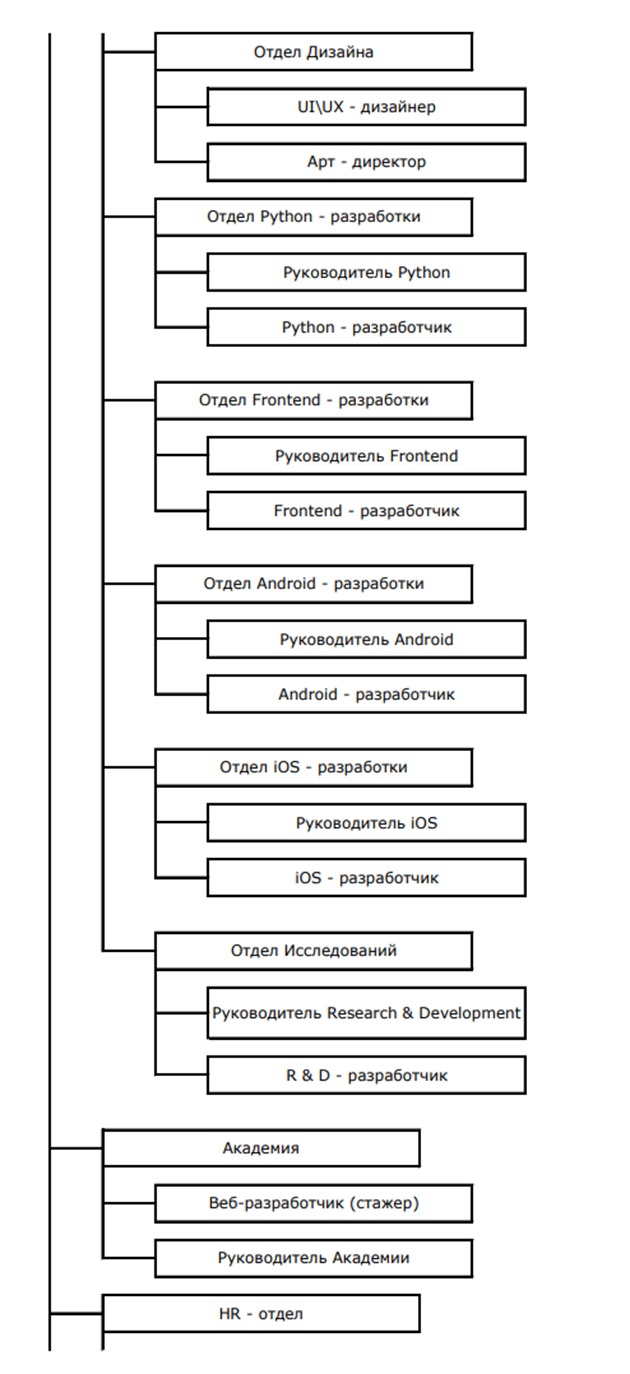 Отдел Дизайна
UI\UX - дизайнер
Арт - директор
Отдел Python - разработки
Руководитель Python
Python - разработчик
Отдел Frontend - разработки
Руководитель Frontend
Frontend - разработчик
Отдел Android - разработки
Руководитель Android
Android - разработчик
Отдел iOS - разработки
Руководитель iOS
iOS - разработчик
Отдел Исследований
Руководитель Research & Development
R & D - разработчик
Академия
Веб-разработчик (стажер)
Руководитель Академии
HR - отдел